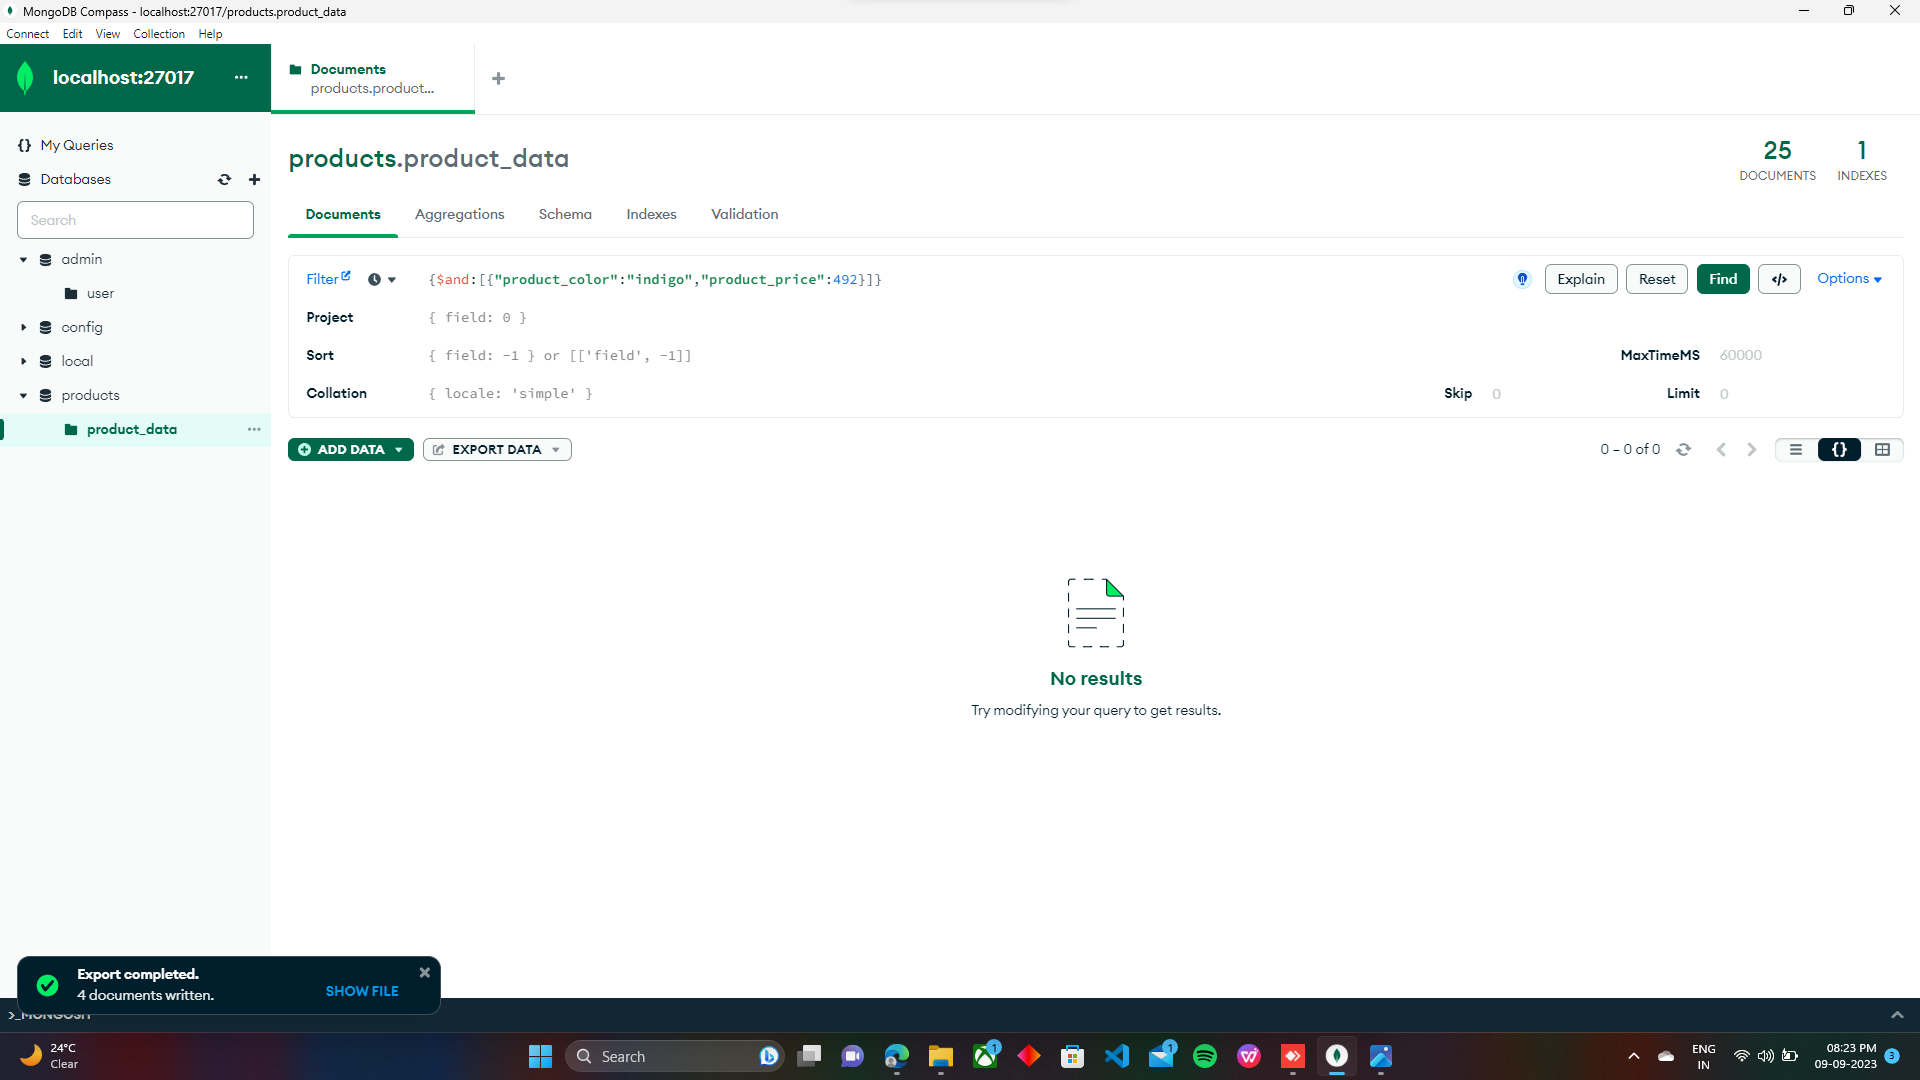 MongoDB Compass - localhost:27017/products.product_data
Connect Edit View Collection Help
localhost:27017 ...
Documents
products.product...
My Queries
Databases
Search
admin
user
config
local
products
product_data
products.product_data
25
DOCUMENTS
1
INDEXES
Documents Aggregations Schema Indexes Validation
Filter {$and:[{"product_color":"indigo","product_price":492}]} Explain Reset Find </> Options
Project { field: 0 }
Sort { field: -1 } or [['field', -1]] MaxTimeMS 60000
Collation { locale: 'simple' } Skip 0 Limit 0
ADD DATA EXPORT DATA 0 – 0 of 0 {}
No results
Try modifying your query to get results.
Export completed.
4 documents written.
SHOW FILE
>_MONGOSH
24°C
Clear
Search
1
1
ENG
IN
08:23 PM
09-09-2023
3